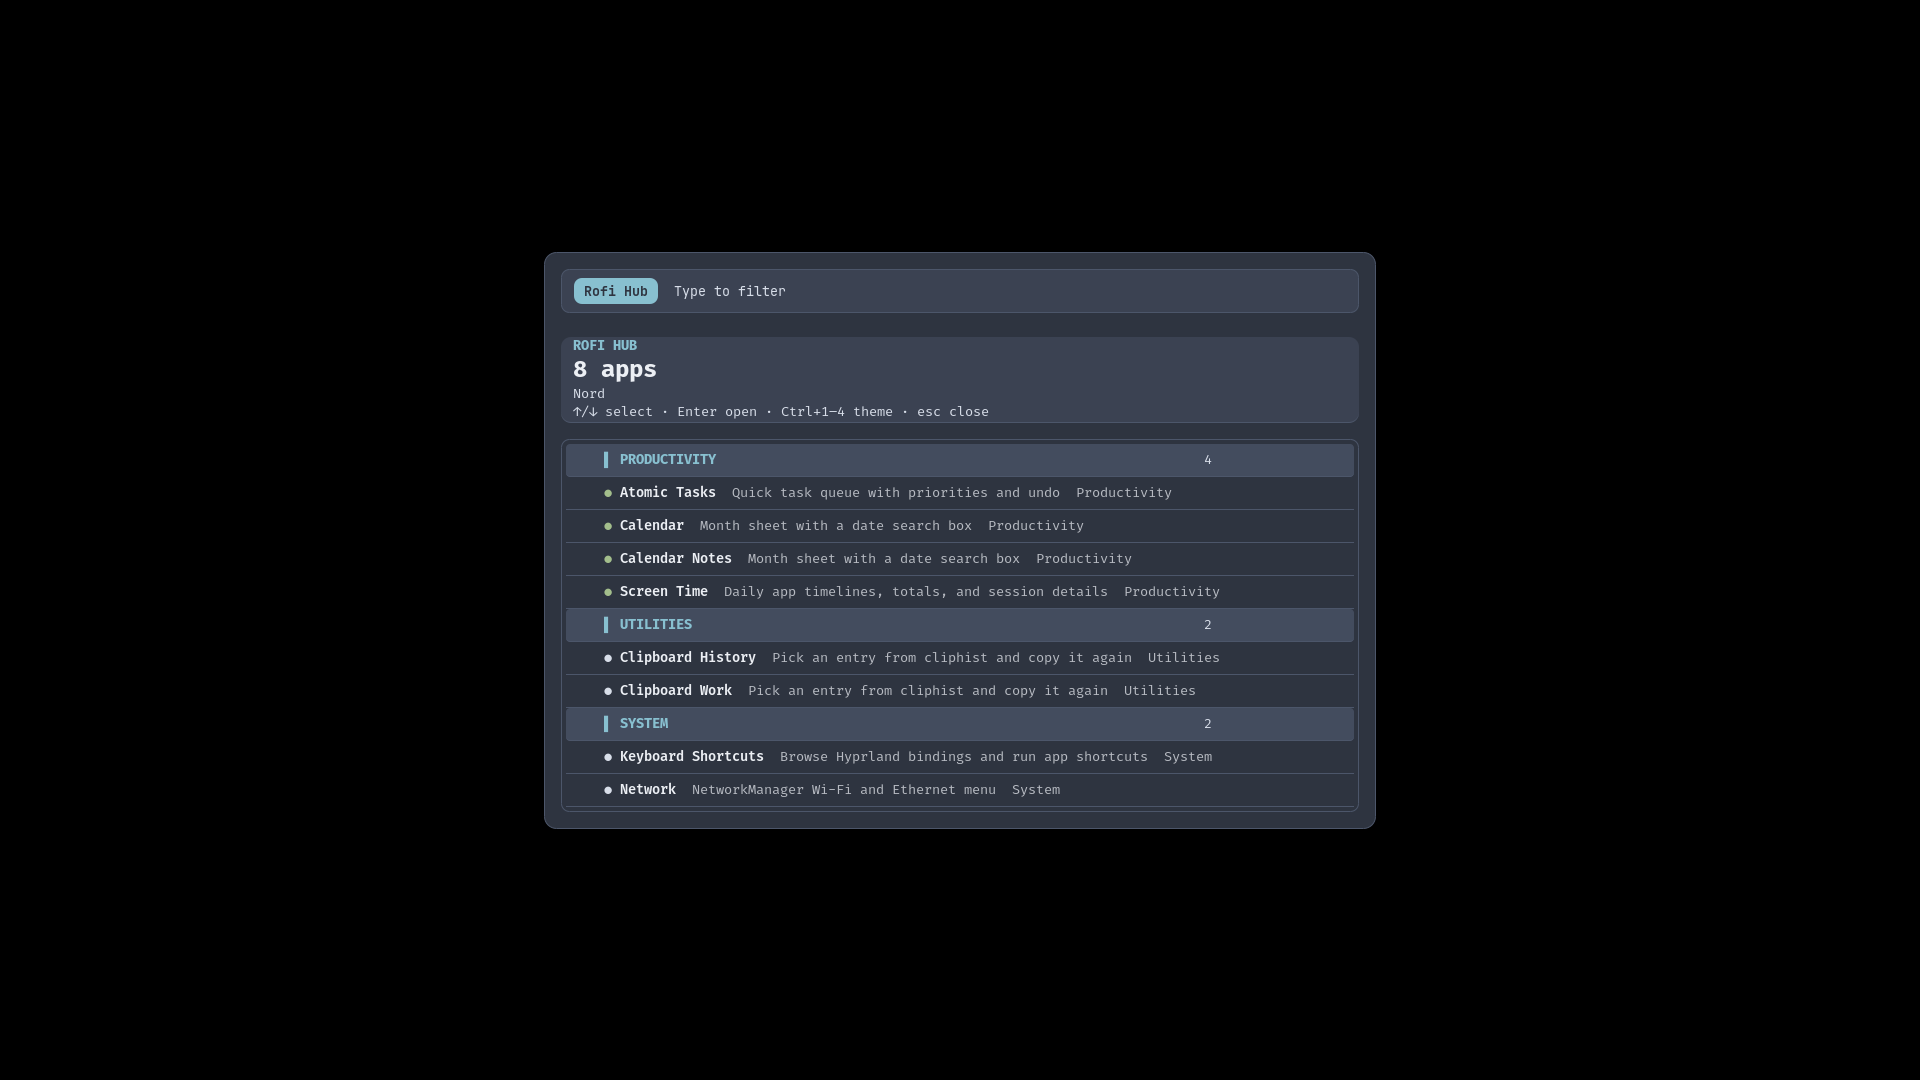 Rofi Hub Type to filter
ROFI HUB
8 apps
Nord
↑/↓ select · Enter open · Ctrl+1–4 theme · esc close
PRODUCTIVITY 4
● Atomic Tasks Quick task queue with priorities and undo Productivity
● Calendar Month sheet with a date search box Productivity
● Calendar Notes Month sheet with a date search box Productivity
● Screen Time Daily app timelines, totals, and session details Productivity
UTILITIES 2
● Clipboard History Pick an entry from cliphist and copy it again Utilities
● Clipboard Work Pick an entry from cliphist and copy it again Utilities
SYSTEM 2
● Keyboard Shortcuts Browse Hyprland bindings and run app shortcuts System
● Network NetworkManager Wi-Fi and Ethernet menu System